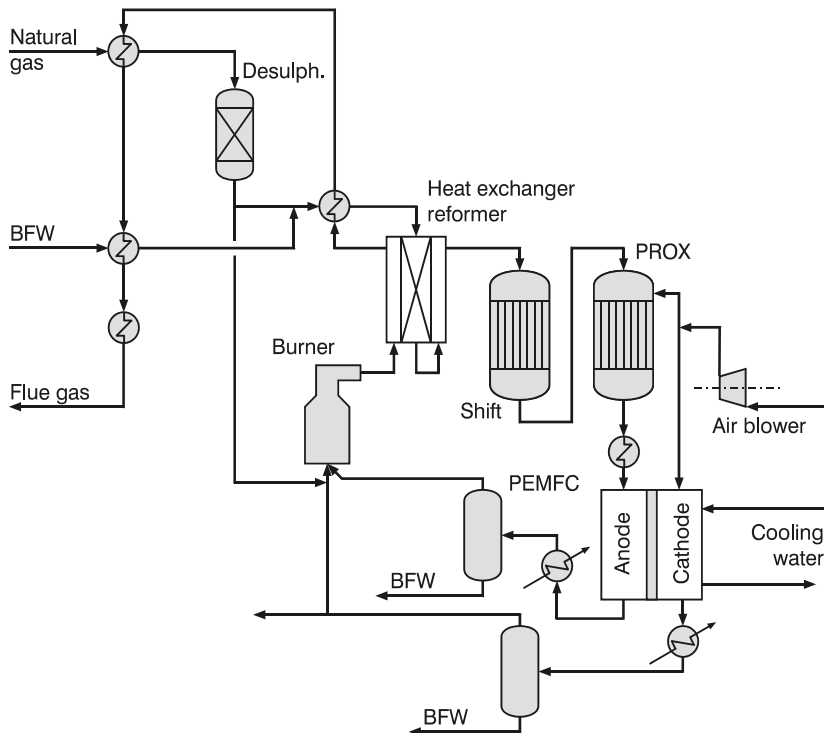 Natural
gas
Desulph.
Heat exchanger
reformer
BFW
PROX
Burner
Flue gas
Shift
Air blower
PEMFC
Anode
Cathode
Cooling
water
BFW
BFW